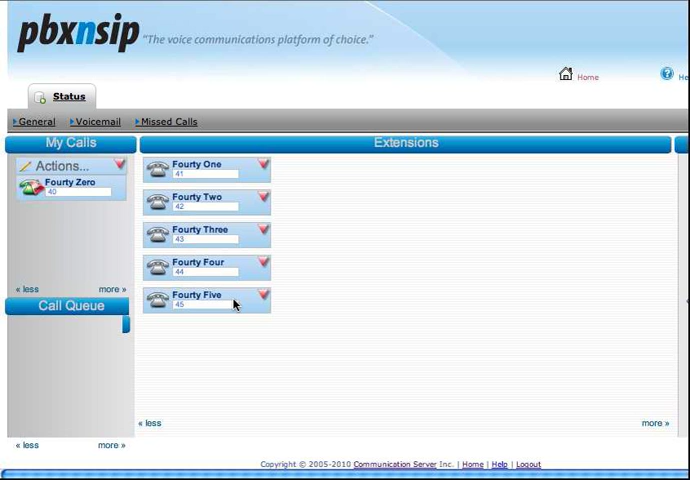 pbxnsip "The voice communications platform of choice."
Home
Status
General Voicemail Missed Calls
My Calls
Actions...
Fourty Zero
40
« less more »
Call Queue
« less more »
Extensions
Fourty One
41
Fourty Two
42
Fourty Three
43
Fourty Four
44
Fourty Five
45
« less more »
Copyright © 2005-2010 Communication Server Inc. | Home | Help | Logout